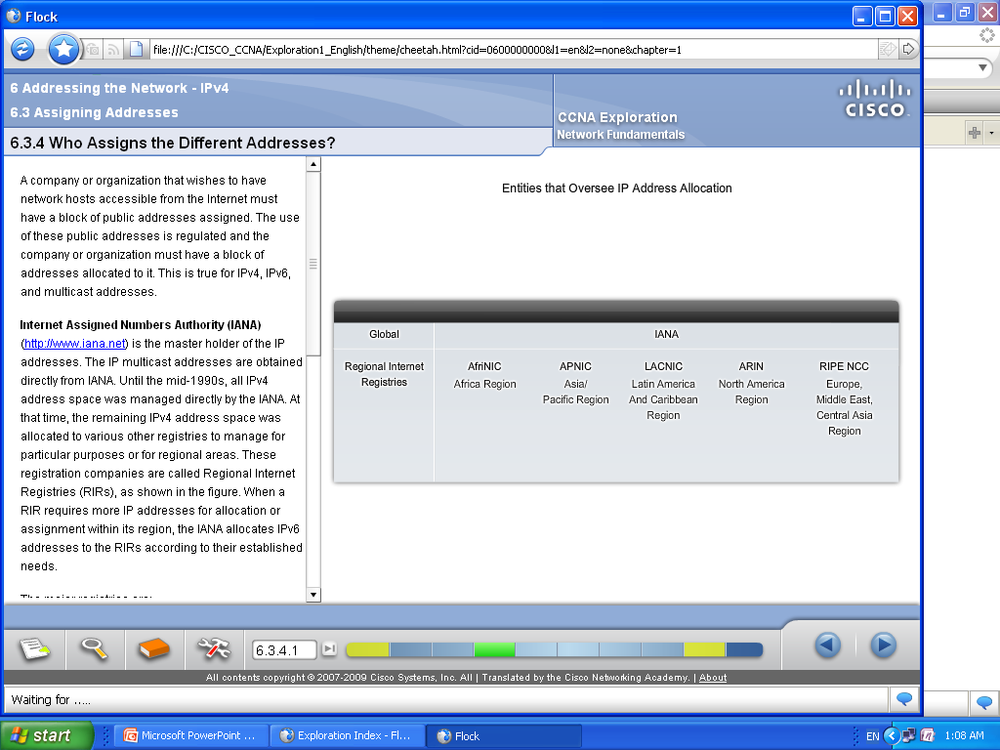 Flock
file:///C:/CISCO_CCNA/Exploration1_English/theme/cheetah.html?cid=0600000000&l1=en&l2=none&chapter=1
6 Addressing the Network - IPv4
6.3 Assigning Addresses
CCNA Exploration
Network Fundamentals
CISCO
6.3.4 Who Assigns the Different Addresses?
A company or organization that wishes to have
network hosts accessible from the Internet must
have a block of public addresses assigned. The use
of these public addresses is regulated and the
company or organization must have a block of
addresses allocated to it. This is true for IPv4, IPv6,
and multicast addresses.
Internet Assigned Numbers Authority (IANA)
(http://www.iana.net) is the master holder of the IP
addresses. The IP multicast addresses are obtained
directly from IANA. Until the mid-1990s, all IPv4
address space was managed directly by the IANA. At
that time, the remaining IPv4 address space was
allocated to various other registries to manage for
particular purposes or for regional areas. These
registration companies are called Regional Internet
Registries (RIRs), as shown in the figure. When a
RIR requires more IP addresses for allocation or
assignment within its region, the IANA allocates IPv6
addresses to the RIRs according to their established
needs.
The major registries are:
Entities that Oversee IP Address Allocation
Global
IANA
Regional Internet
Registries
AfriNIC
Africa Region
APNIC
Asia/
Pacific Region
LACNIC
Latin America
And Caribbean
Region
ARIN
North America
Region
RIPE NCC
Europe,
Middle East,
Central Asia
Region
6.3.4.1
All contents copyright © 2007-2009 Cisco Systems, Inc. All | Translated by the Cisco Networking Academy. | About
Waiting for .....
start
Microsoft PowerPoint ...
Exploration Index - Fl...
Flock
EN
1:08 AM